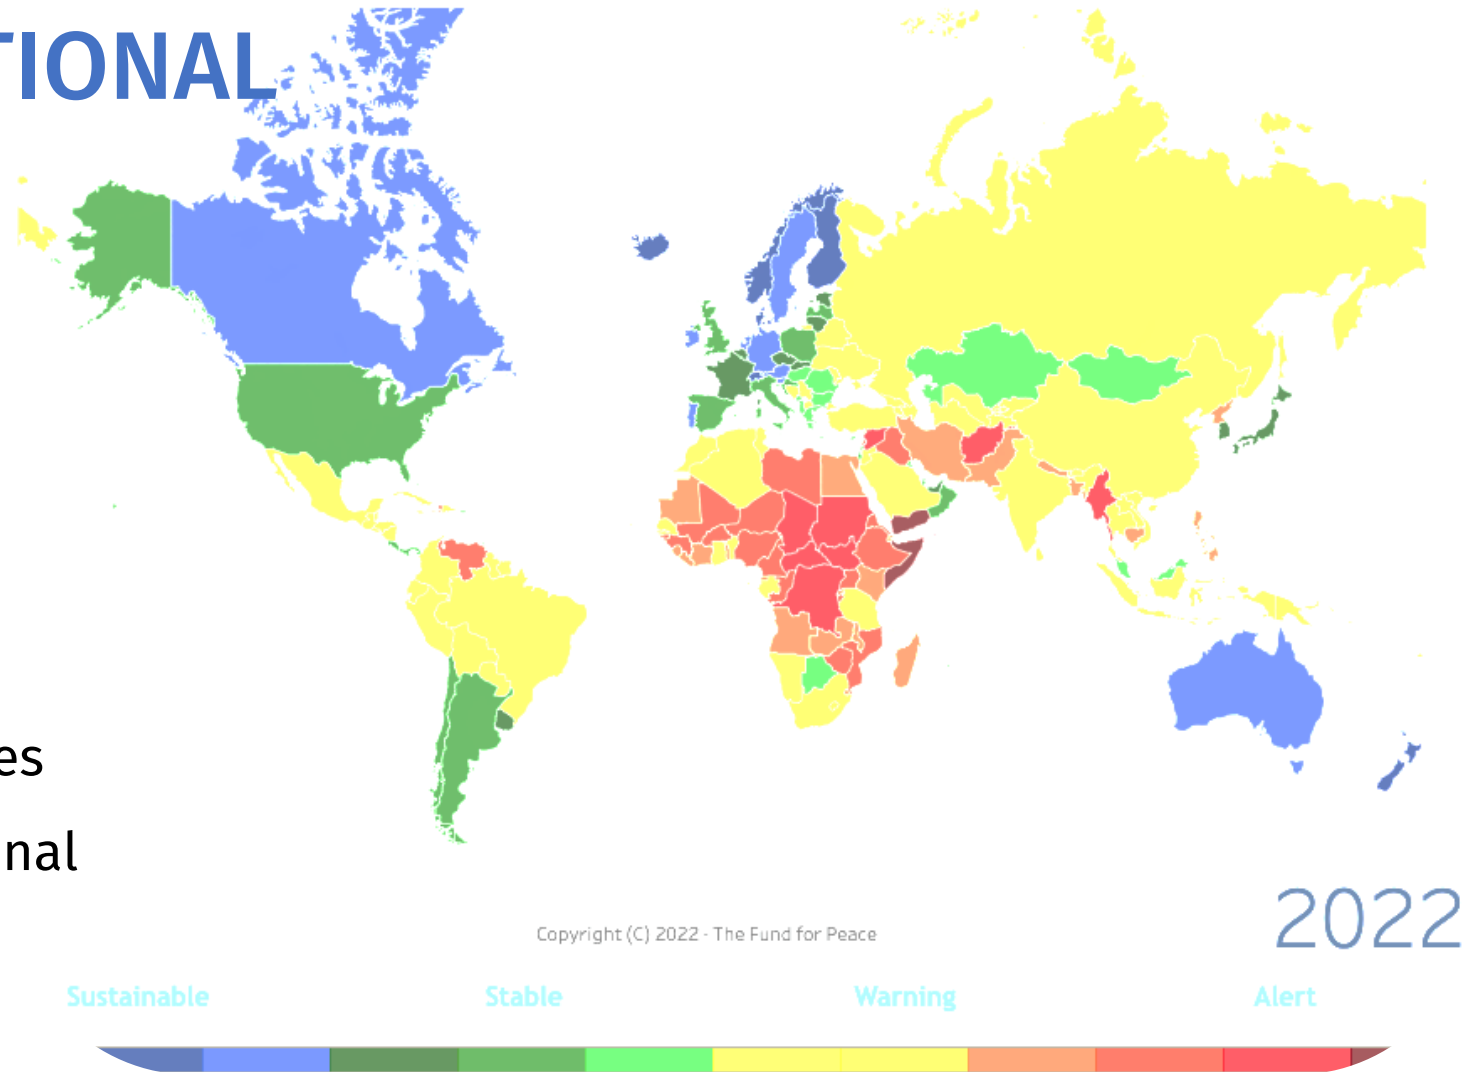 TIONAL
es
nal
2022
Copyright (C) 2022 - The Fund for Peace
Sustainable Stable Warning Alert